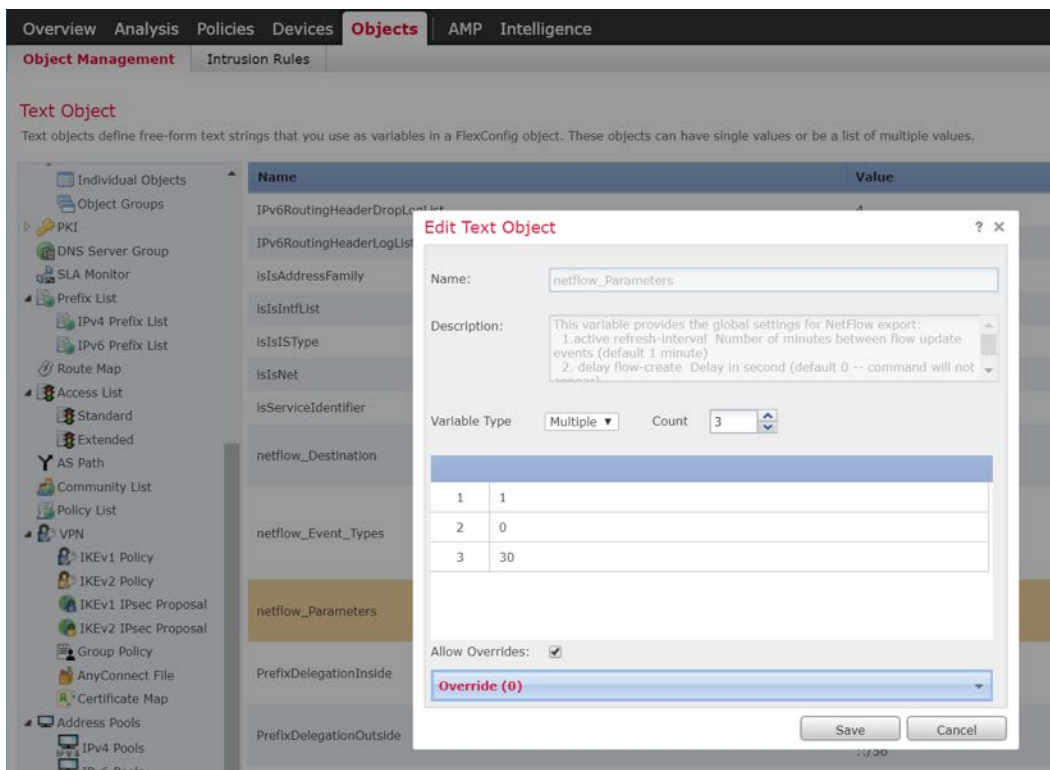 Overview Analysis Policies Devices Objects AMP Intelligence
Object Management Intrusion Rules
Text Object
Text objects define free-form text strings that you use as variables in a FlexConfig object. These objects can have single values or be a list of multiple values.
Individual Objects
Object Groups
PKI
DNS Server Group
SLA Monitor
Prefix List
IPv4 Prefix List
IPv6 Prefix List
Route Map
Access List
Standard
Extended
AS Path
Community List
Policy List
VPN
IKEv1 Policy
IKEv2 Policy
IKEv1 IPsec Proposal
IKEv2 IPsec Proposal
Group Policy
AnyConnect File
Certificate Map
Address Pools
IPv4 Pools
Name Value
IPv6RoutingHeaderDropLogList
IPv6RoutingHeaderLogList
isIsAddressFamily
isIsIntfList
isIsISType
isIsNet
isServiceIdentifier
netflow_Destination
netflow_Event_Types
netflow_Parameters
PrefixDelegationInside
PrefixDelegationOutside
Edit Text Object ?
Name: netflow_Parameters
Description: This variable provides the global settings for NetFlow export:
1.active refresh-interval Number of minutes between flow update
events (default 1 minute)
2. delay flow-create Delay in second (default 0 -- command will not
Variable Type Multiple Count 3
1 1
2 0
3 30
Allow Overrides:
Override (0)
Save Cancel